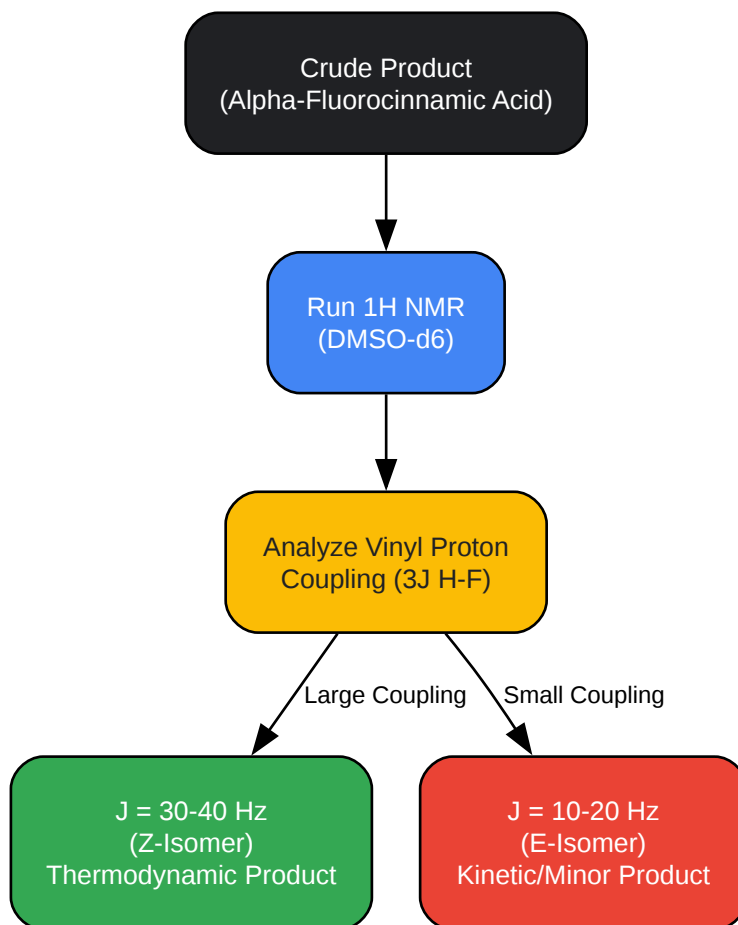 Crude Product
(Alpha-Fluorocinnamic Acid)
Run 1H NMR
(DMSO-d6)
Analyze Vinyl Proton
Coupling (3J H-F)
Large Coupling
Small Coupling
J = 30-40 Hz
(Z-Isomer)
Thermodynamic Product
J = 10-20 Hz
(E-Isomer)
Kinetic/Minor Product